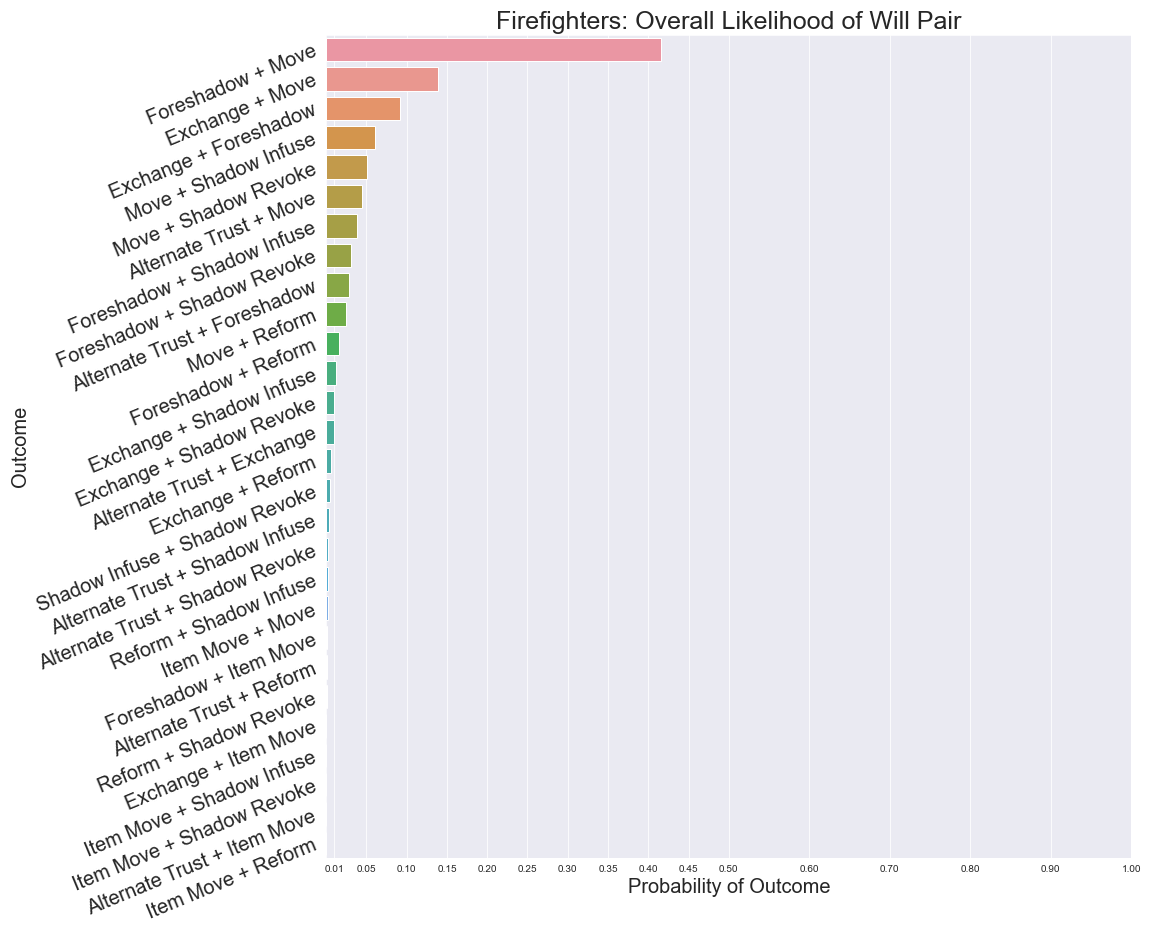 Firefighters: Overall Likelihood of Will Pair
Outcome
Foreshadow + Move
Exchange + Move
Exchange + Foreshadow
Move + Shadow Infuse
Move + Shadow Revoke
Alternate Trust + Move
Foreshadow + Shadow Infuse
Foreshadow + Shadow Revoke
Alternate Trust + Foreshadow
Move + Reform
Foreshadow + Reform
Exchange + Shadow Infuse
Exchange + Shadow Revoke
Alternate Trust + Exchange
Exchange + Reform
Shadow Infuse + Shadow Revoke
Alternate Trust + Shadow Infuse
Alternate Trust + Shadow Revoke
Reform + Shadow Infuse
Item Move + Move
Foreshadow + Item Move
Alternate Trust + Reform
Reform + Shadow Revoke
Exchange + Item Move
Item Move + Shadow Infuse
Item Move + Shadow Revoke
Alternate Trust + Item Move
Item Move + Reform
0.01 0.05 0.10 0.15 0.20 0.25 0.30 0.35 0.40 0.45 0.50 0.60 0.70 0.80 0.90 1.00
Probability of Outcome